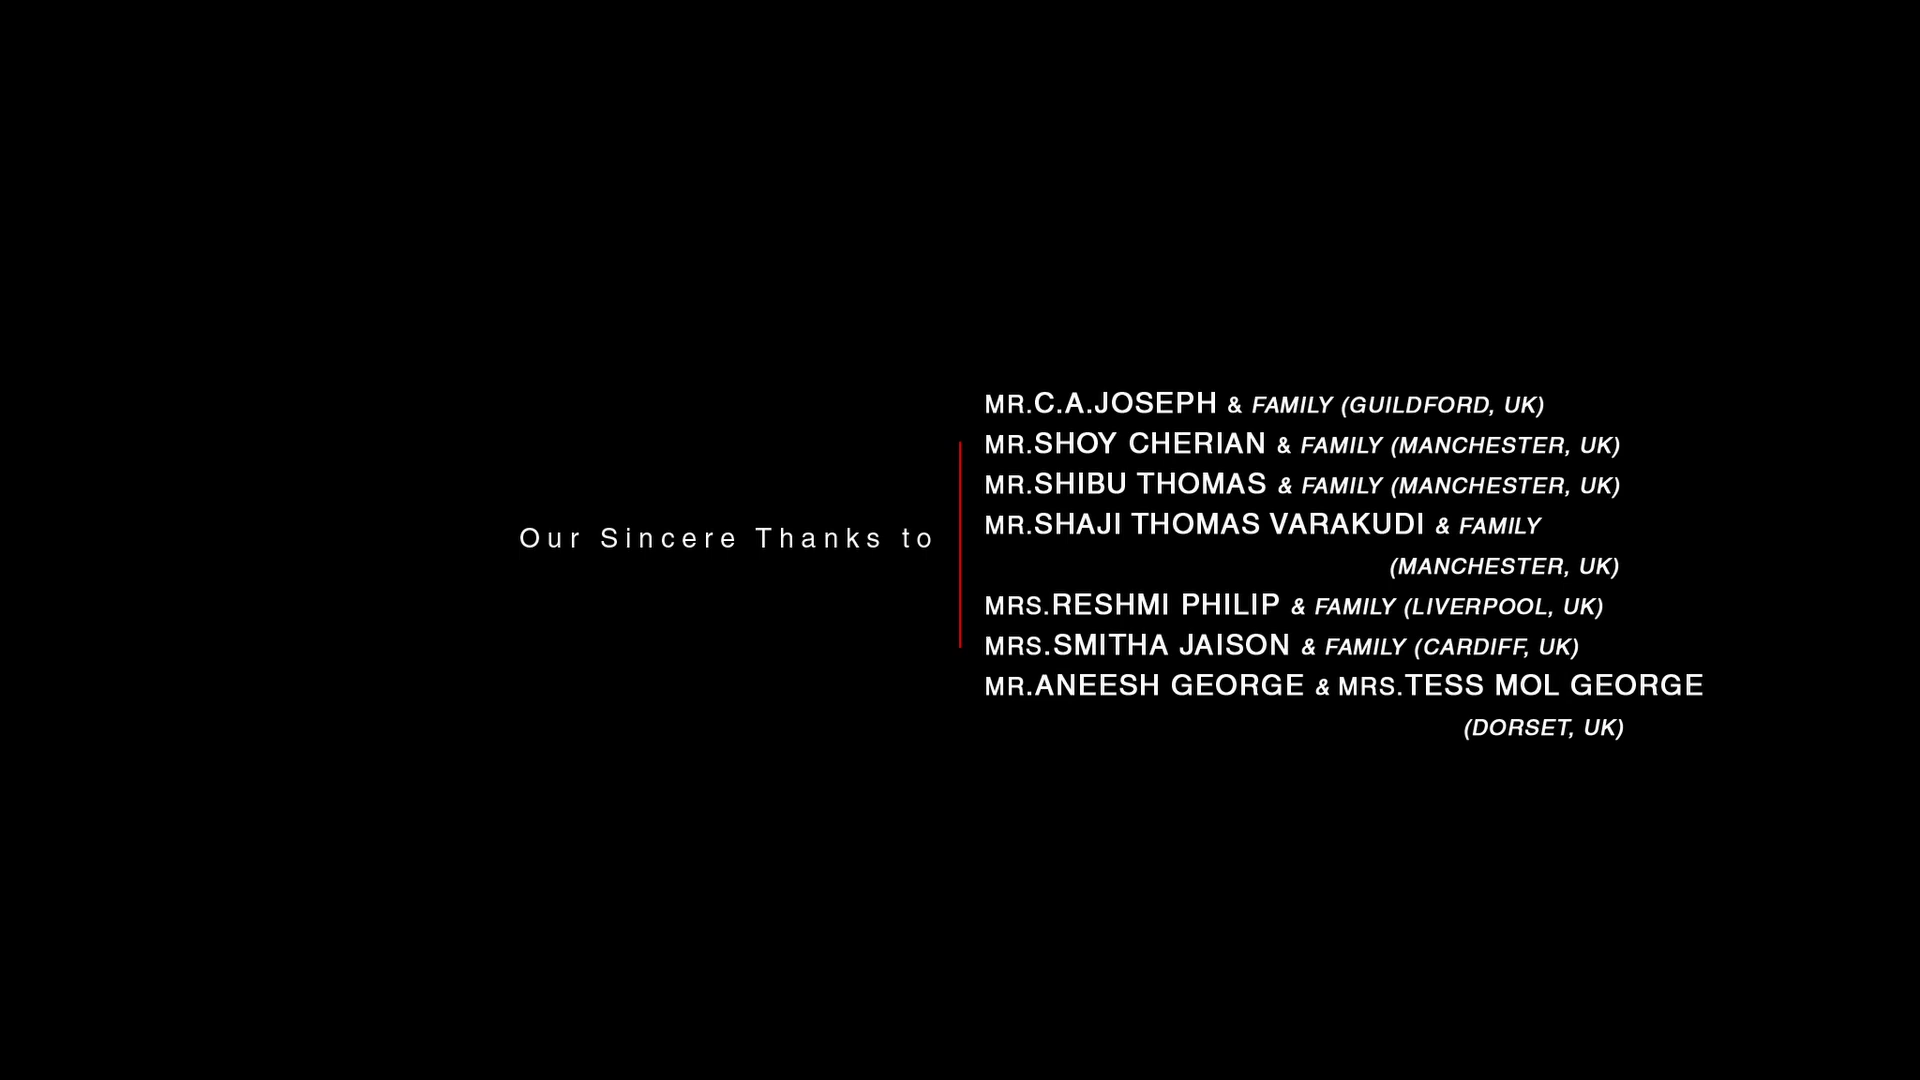 Our Sincere Thanks to
MR.C.A.JOSEPH & FAMILY (GUILDFORD, UK)
MR.SHOY CHERIAN & FAMILY (MANCHESTER, UK)
MR.SHIBU THOMAS & FAMILY (MANCHESTER, UK)
MR.SHAJI THOMAS VARAKUDI & FAMILY
(MANCHESTER, UK)
MRS.RESHMI PHILIP & FAMILY (LIVERPOOL, UK)
MRS.SMITHA JAISON & FAMILY (CARDIFF, UK)
MR.ANEESH GEORGE & MRS.TESS MOL GEORGE
(DORSET, UK)